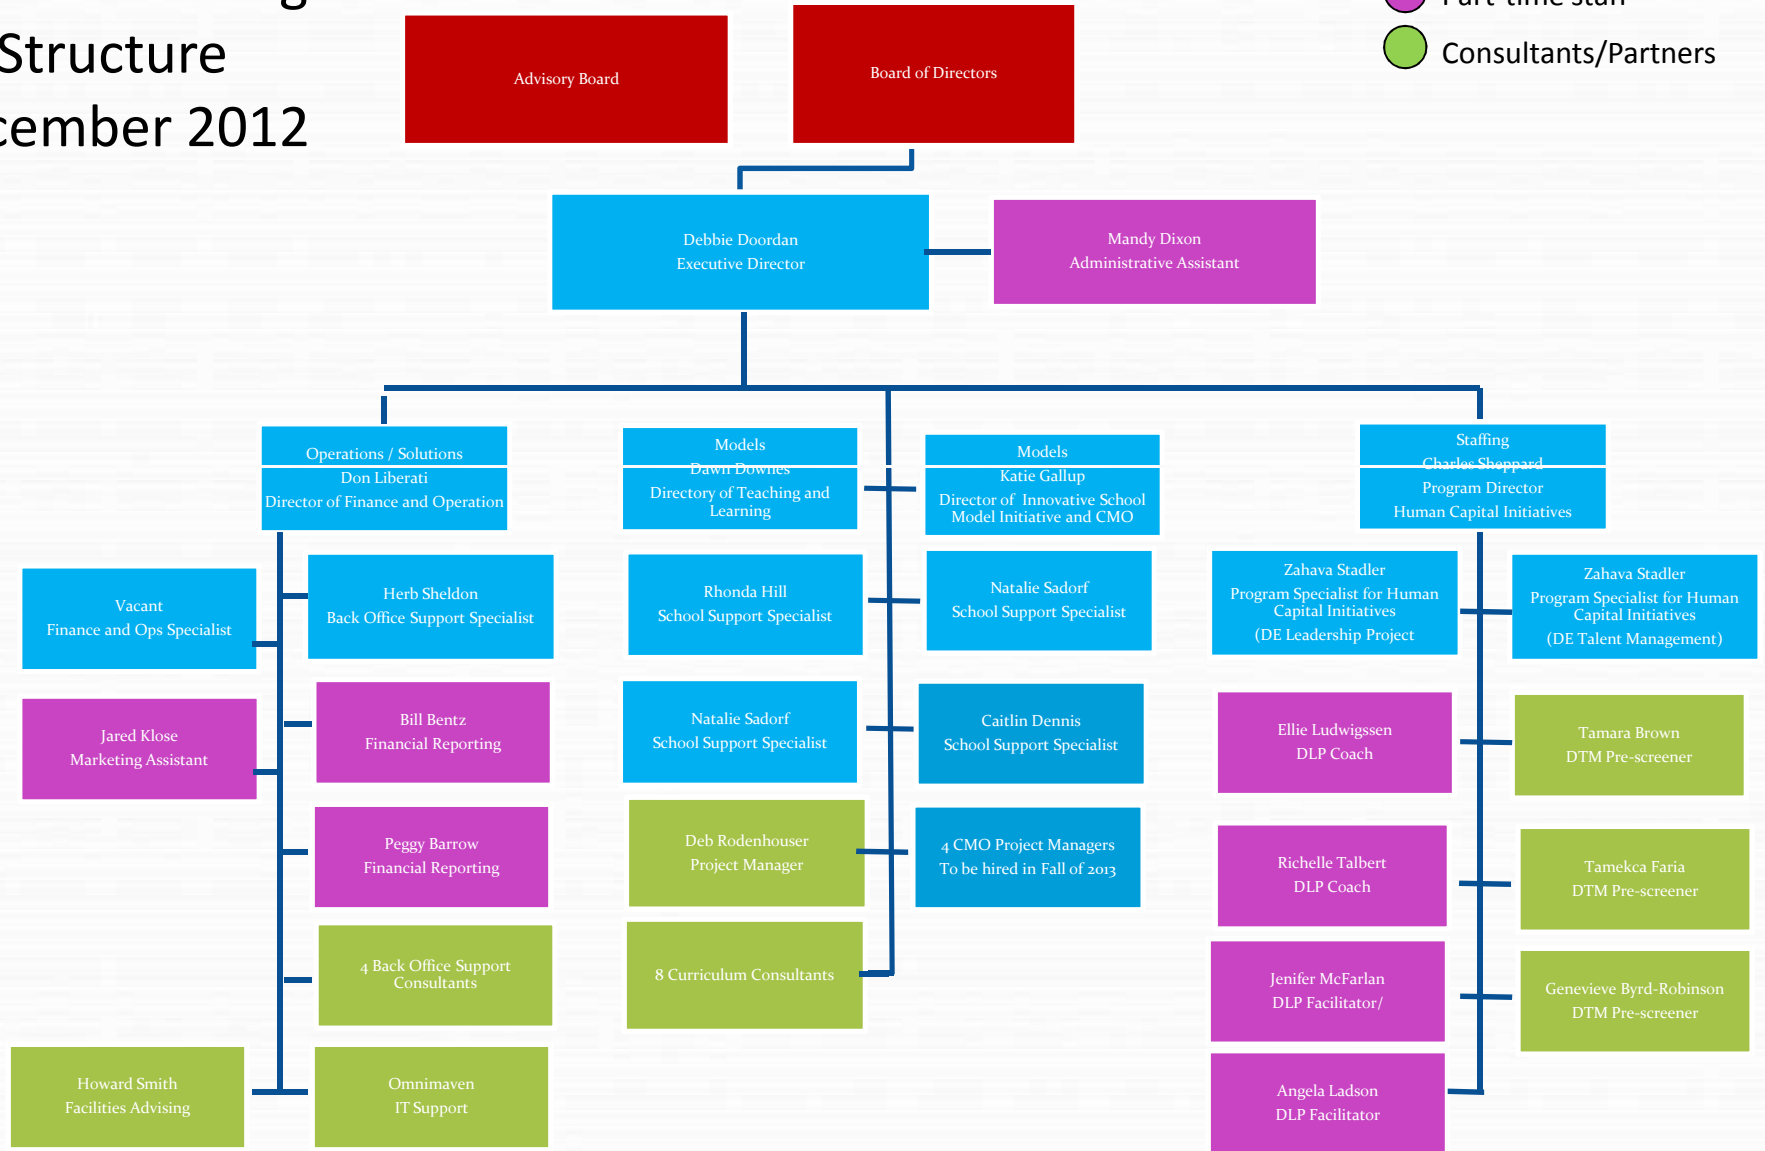 Structure
cember 2012
Part-time staff
Consultants/Partners
Advisory Board
Board of Directors
Debbie Doordan
Executive Director
Mandy Dixon
Administrative Assistant
Operations / Solutions
Don Liberati
Director of Finance and Operation
Models
Dawn Downes
Directory of Teaching and
Learning
Models
Katie Gallup
Director of Innovative School
Model Initiative and CMO
Staffing
Charles Sheppard
Program Director
Human Capital Initiatives
Vacant
Finance and Ops Specialist
Herb Sheldon
Back Office Support Specialist
Rhonda Hill
School Support Specialist
Natalie Sadorf
School Support Specialist
Zahava Stadler
Program Specialist for Human
Capital Initiatives
(DE Leadership Project
Zahava Stadler
Program Specialist for Human
Capital Initiatives
(DE Talent Management)
Jared Klose
Marketing Assistant
Bill Bentz
Financial Reporting
Natalie Sadorf
School Support Specialist
Caitlin Dennis
School Support Specialist
Ellie Ludwigssen
DLP Coach
Tamara Brown
DTM Pre-screener
Peggy Barrow
Financial Reporting
Deb Rodenhouser
Project Manager
4 CMO Project Managers
To be hired in Fall of 2013
Richelle Talbert
DLP Coach
Tamekca Faria
DTM Pre-screener
4 Back Office Support
Consultants
8 Curriculum Consultants
Jenifer McFarlan
DLP Facilitator/
Genevieve Byrd-Robinson
DTM Pre-screener
Howard Smith
Facilities Advising
Omnimaven
IT Support
Angela Ladson
DLP Facilitator